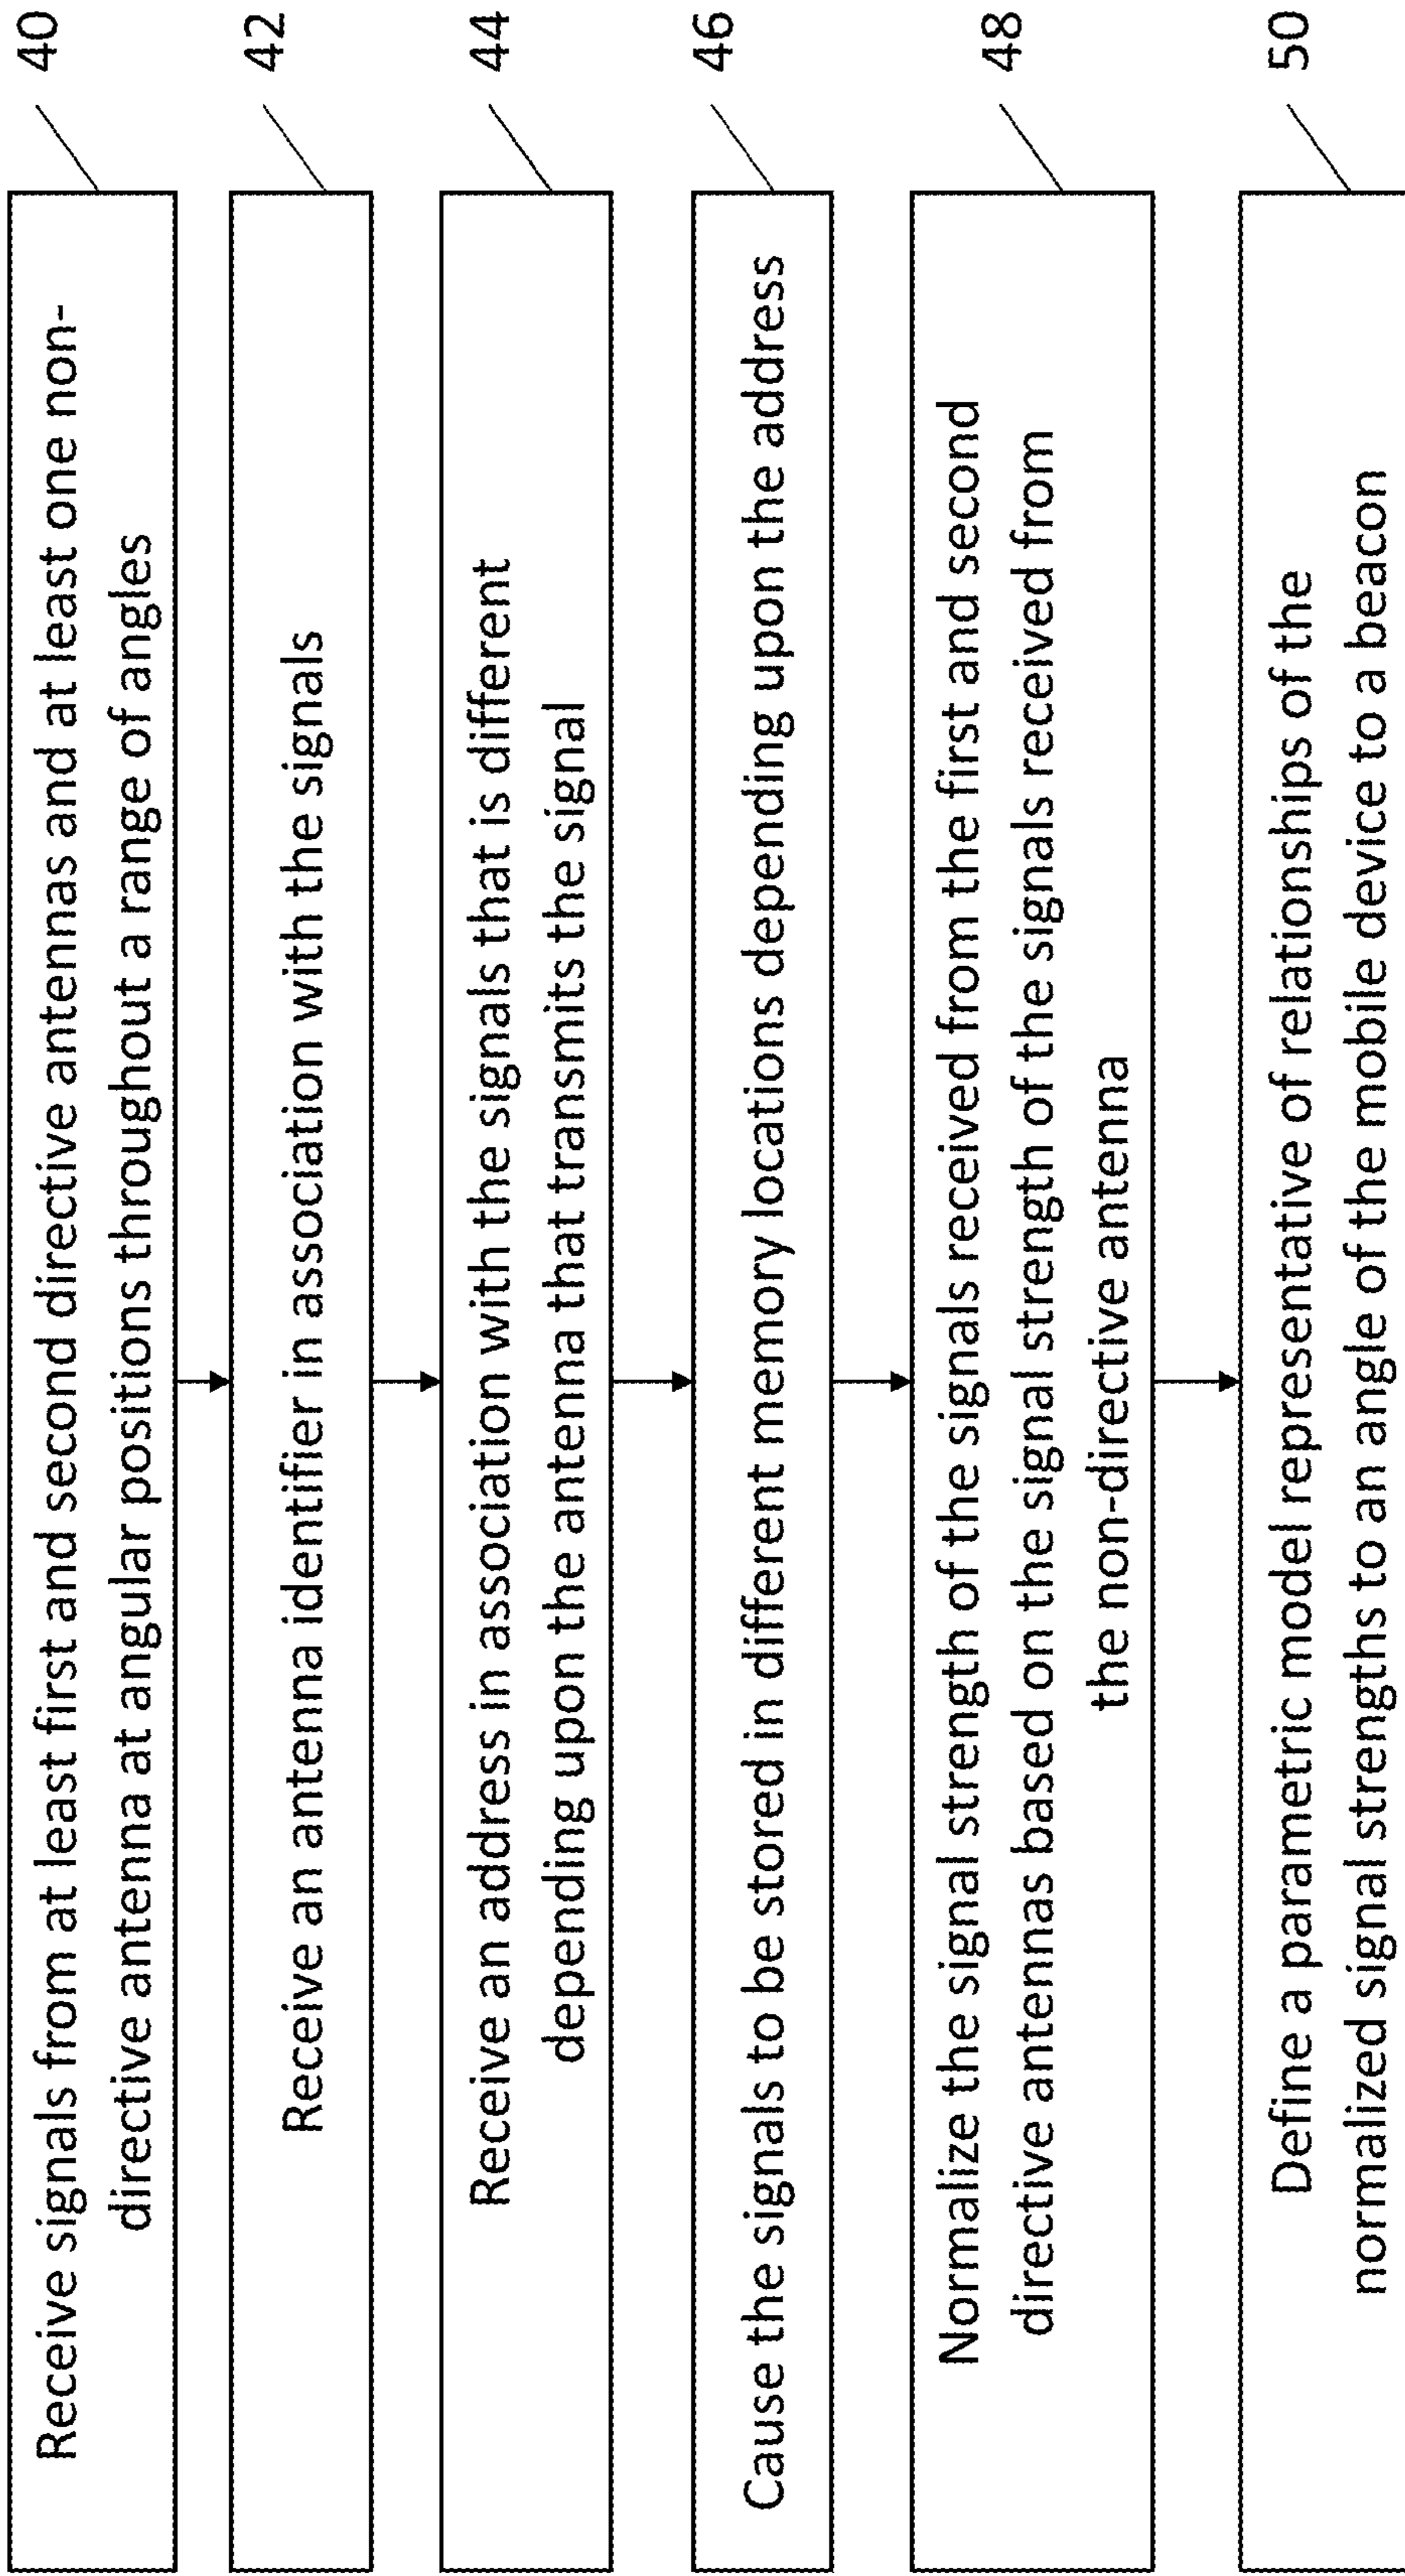 Receive signals from at least first and second directive antennas and at least one non-
directive antenna at angular positions throughout a range of angles
40
Receive an antenna identifier in association with the signals
42
Receive an address in association with the signals that is different
depending upon the antenna that transmits the signal
44
Cause the signals to be stored in different memory locations depending upon the address
46
Normalize the signal strength of the signals received from the first and second
directive antennas based on the signal strength of the signals received from
the non-directive antenna
48
Define a parametric model representative of relationships of the
normalized signal strengths to an angle of the mobile device to a beacon
50